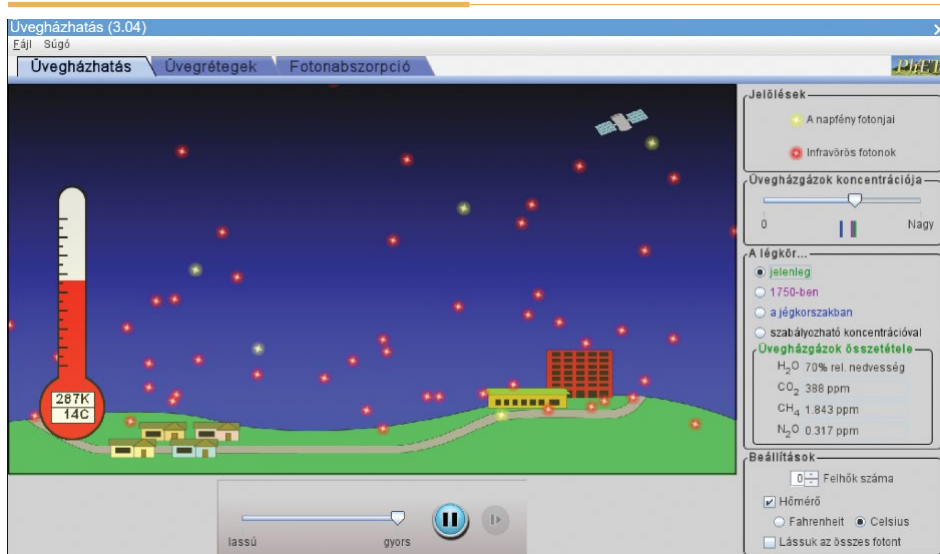 Üvegházhatás (3.04)
Fájl Súgó
Üvegházhatás Üvegrétegek Fotonabszorpció
PhET
Jelölések
A napfény fotonjai
Infravörös fotonok
Üvegházgázok koncentrációja
0 Nagy
A légkör...
jelenleg
1750-ben
a jégkorszakban
szabályozható koncentrációval
Üvegházgázok összetétele
H2O 70% rel. nedvesség
CO2 388 ppm
CH4 1.843 ppm
N2O 0.317 ppm
Beállítások
0 Felhők száma
Hőmérő
Fahrenheit Celsius
Lássuk az összes fotont
287K
14C
lassú gyors